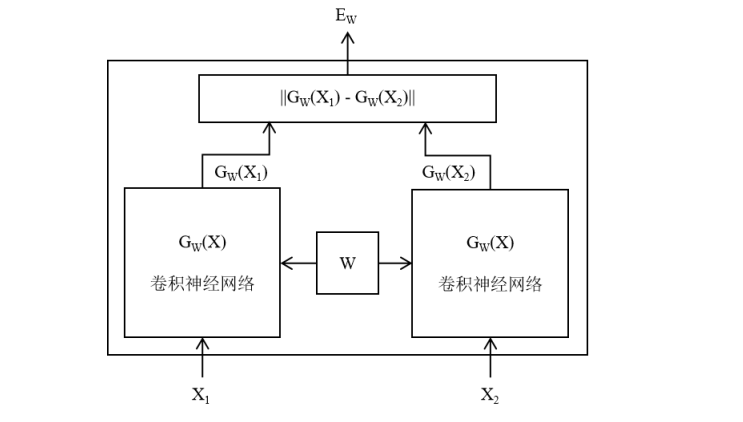 E_W
||G_W(X_1) - G_W(X_2)||
G_W(X_1)
G_W(X_2)
G_W(X)
卷积神经网络
W
G_W(X)
卷积神经网络
X_1
X_2